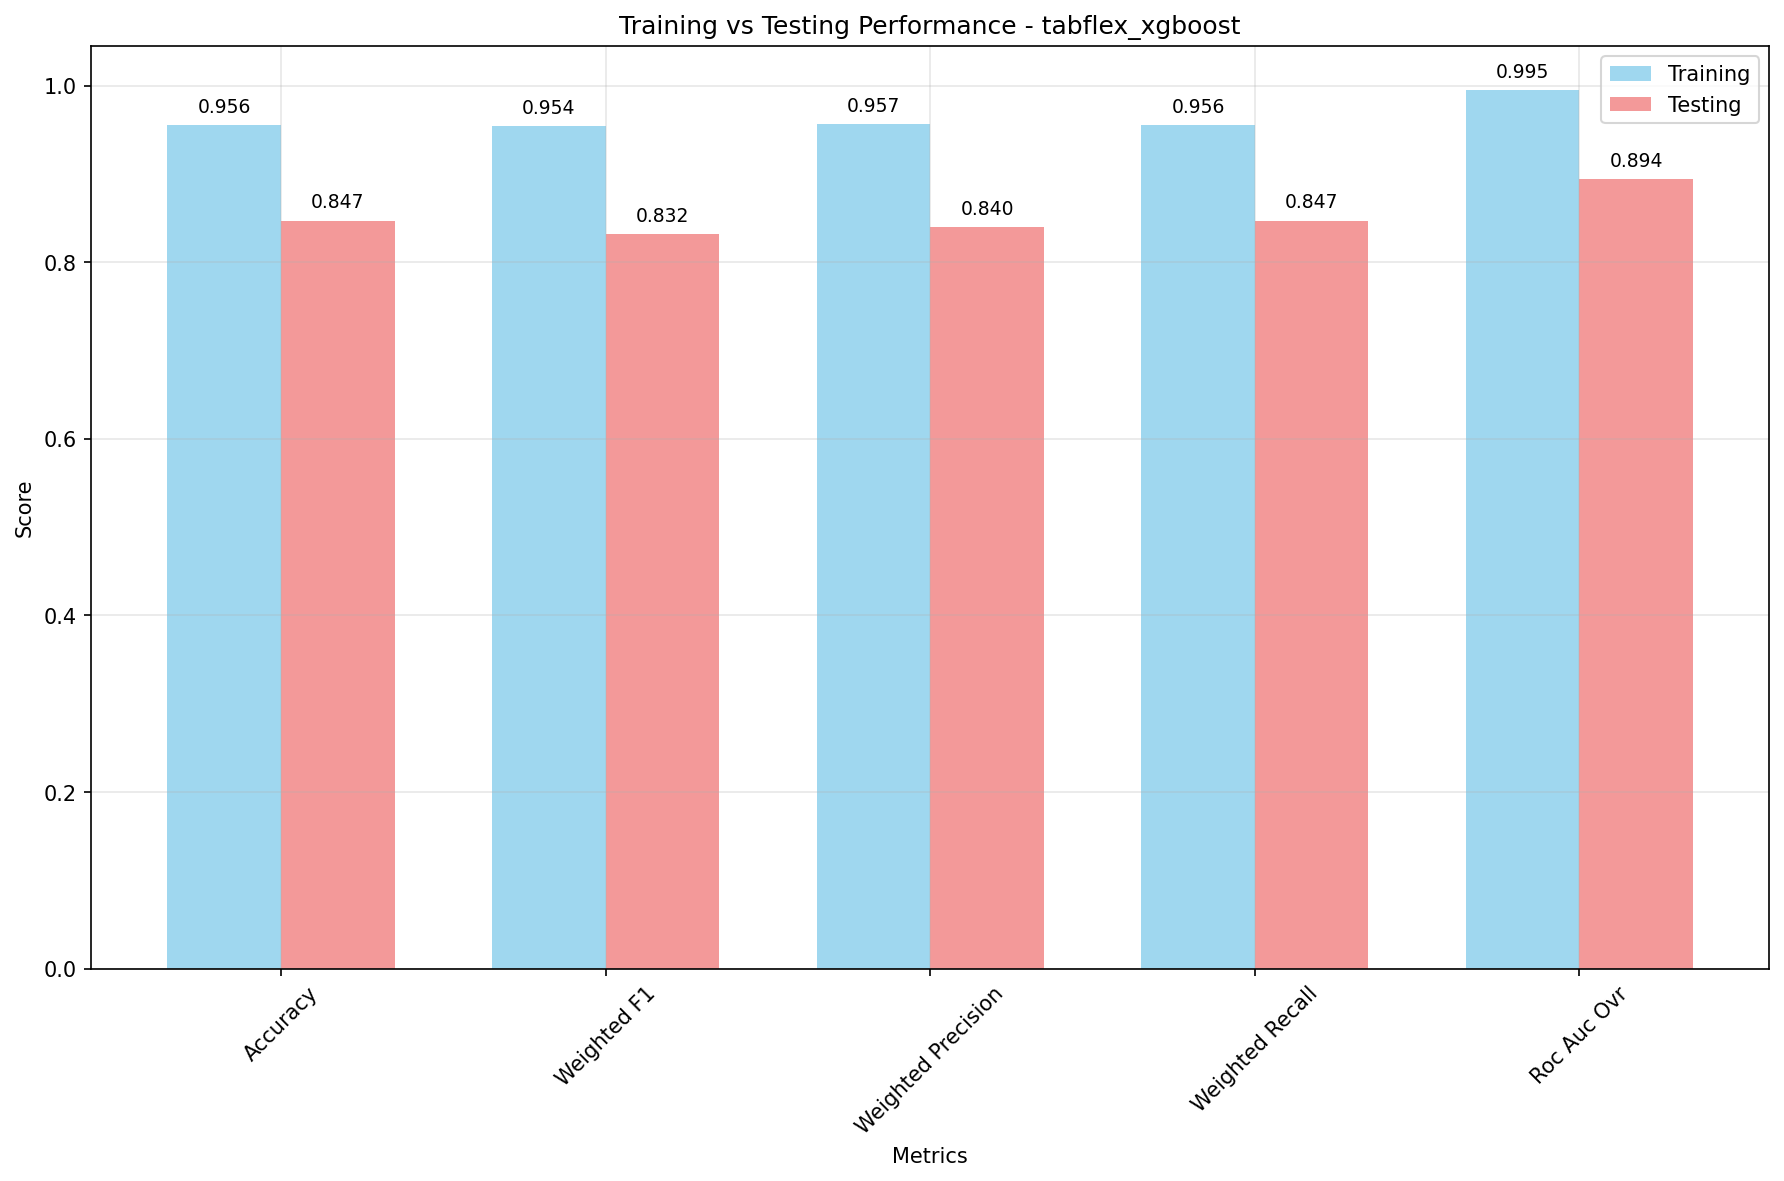 Training vs Testing Performance - tabflex_xgboost
Training
Testing
0.956
0.847
0.954
0.832
0.957
0.840
0.956
0.847
0.995
0.894
1.0
0.8
0.6
0.4
0.2
0.0
Score
Accuracy
Weighted F1
Weighted Precision
Weighted Recall
Roc Auc Ovr
Metrics